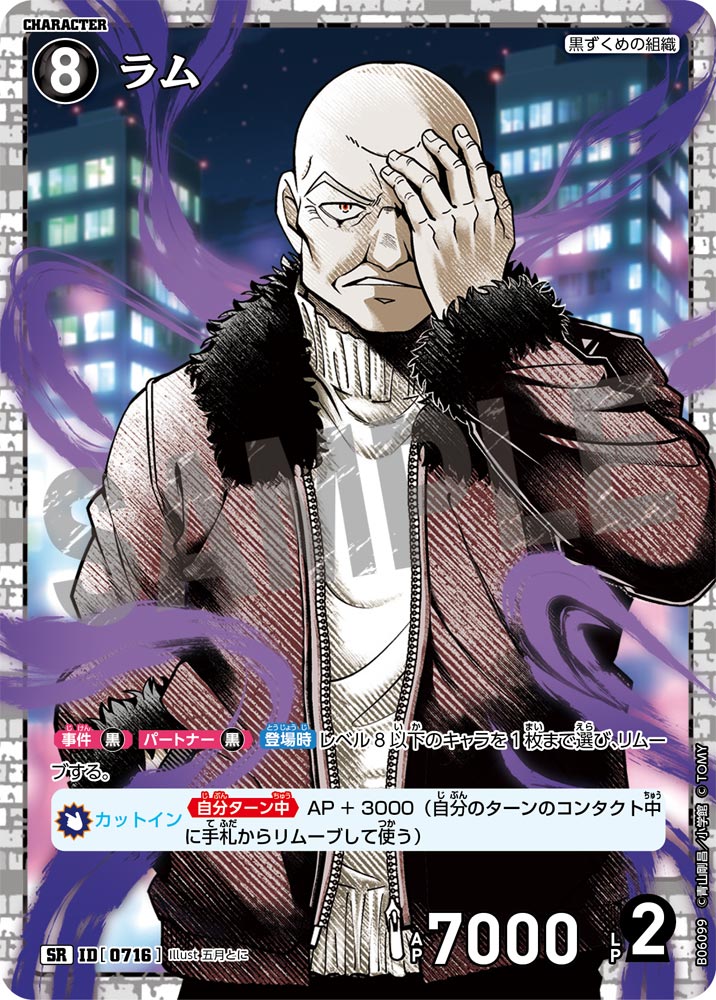 CHARACTER
8
ラム
黒ずくめの組織
SAMPLE
事件 黒 パートナー 黒 登場時 レベル8以下のキャラを1枚まで選び、リムー
ブする。
カットイン 自分ターン中 AP + 3000（自分のターンのコンタクト中
に手札からリムーブして使う）
AP 7000 LP 2
SR ID[ 0716 ] Illust 五月とに
B06099 ©青山剛昌／小学館 © TOMY